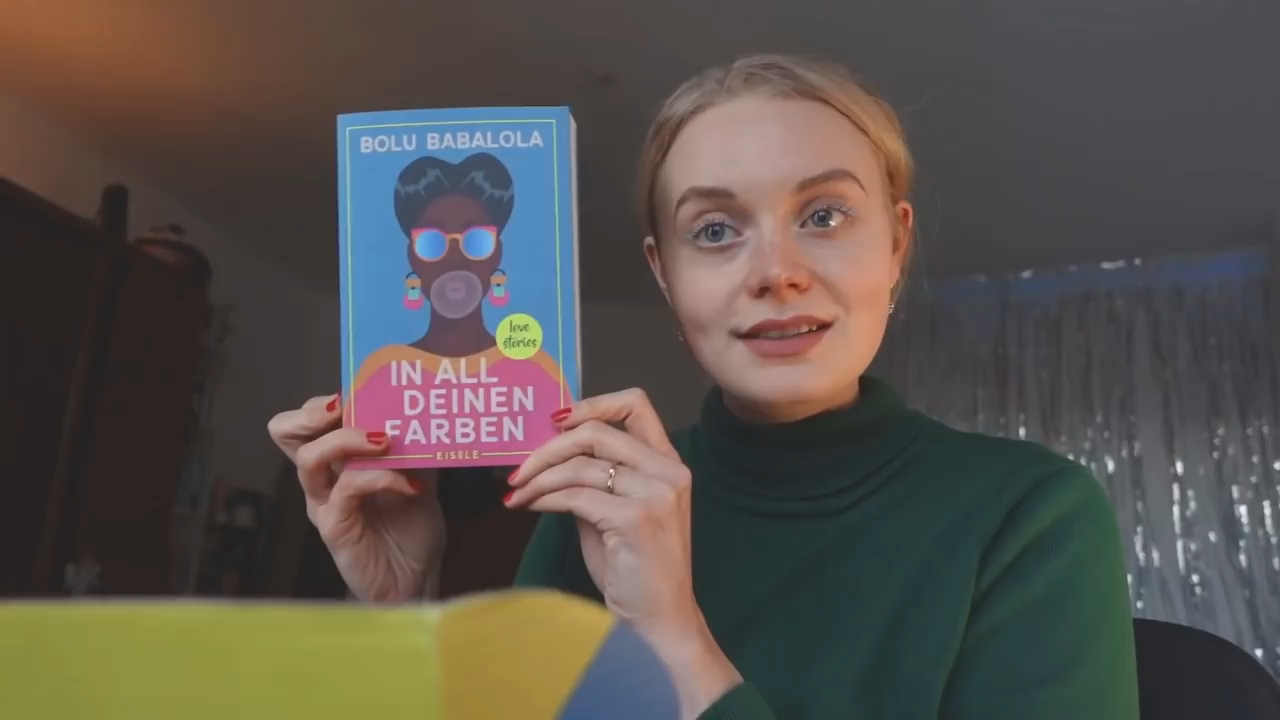 BOLU BABALOLA
love
stories
IN ALL
DEINEN
FARBEN
EISELE